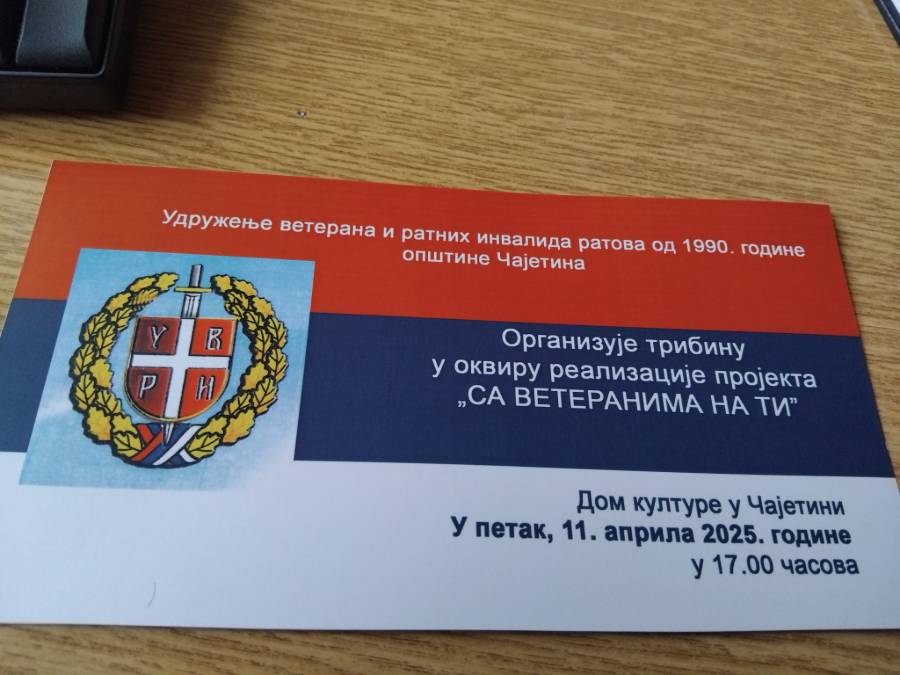 Удружење ветерана и ратних инвалида ратова од 1990. године
општине Чајетина
У В
Р И
Организује трибину
у оквиру реализације пројекта
„СА ВЕТЕРАНИМА НА ТИ”
Дом културе у Чајетини
У петак, 11. априла 2025. године
у 17.00 часова